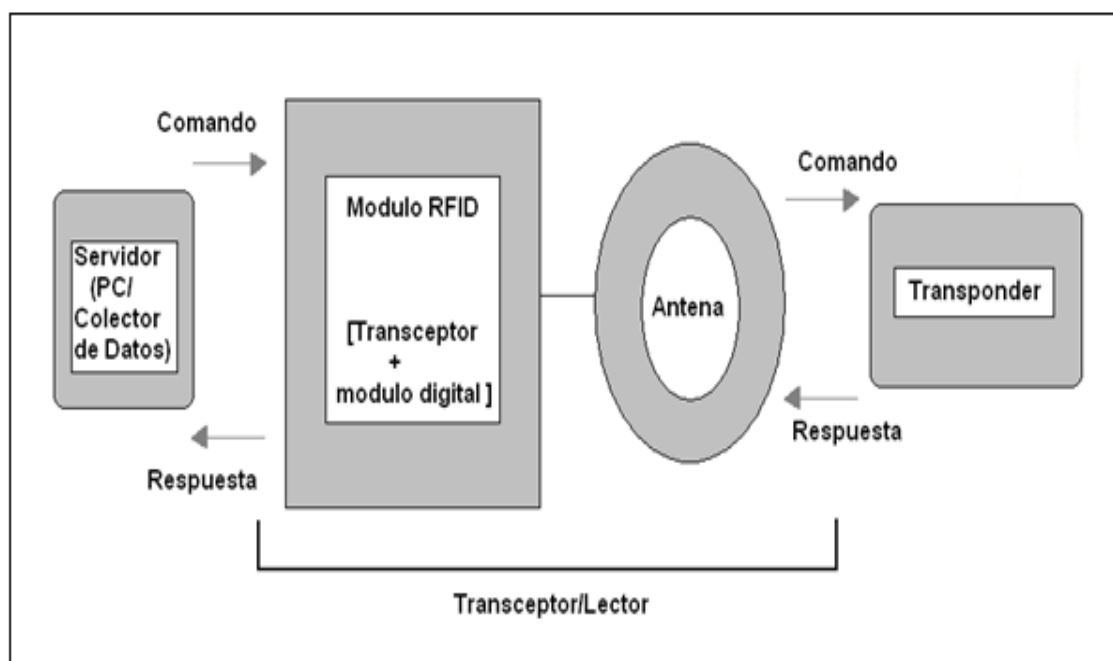 Comando
Servidor
(PC/
Colector
de Datos)
Respuesta
Modulo RFID
[Transceptor
+
modulo digital ]
Antena
Comando
Transponder
Respuesta
Transceptor/Lector